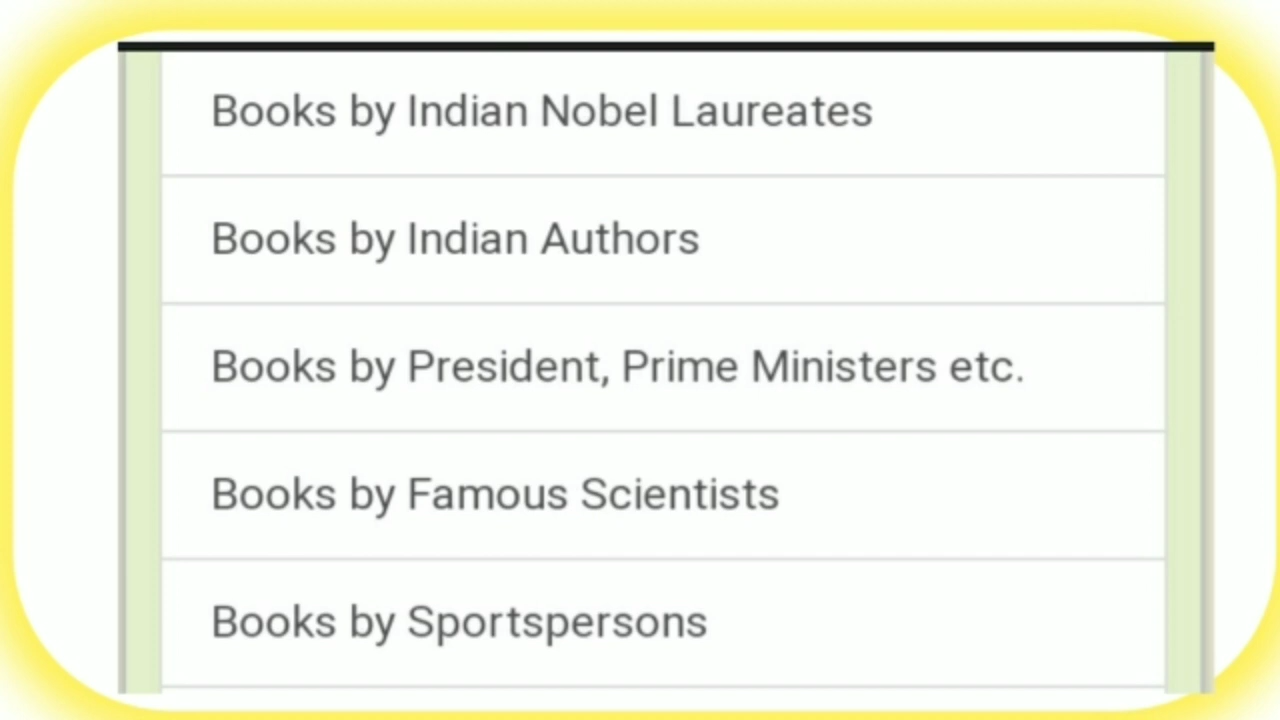 Books by Indian Nobel Laureates
Books by Indian Authors
Books by President, Prime Ministers etc.
Books by Famous Scientists
Books by Sportspersons